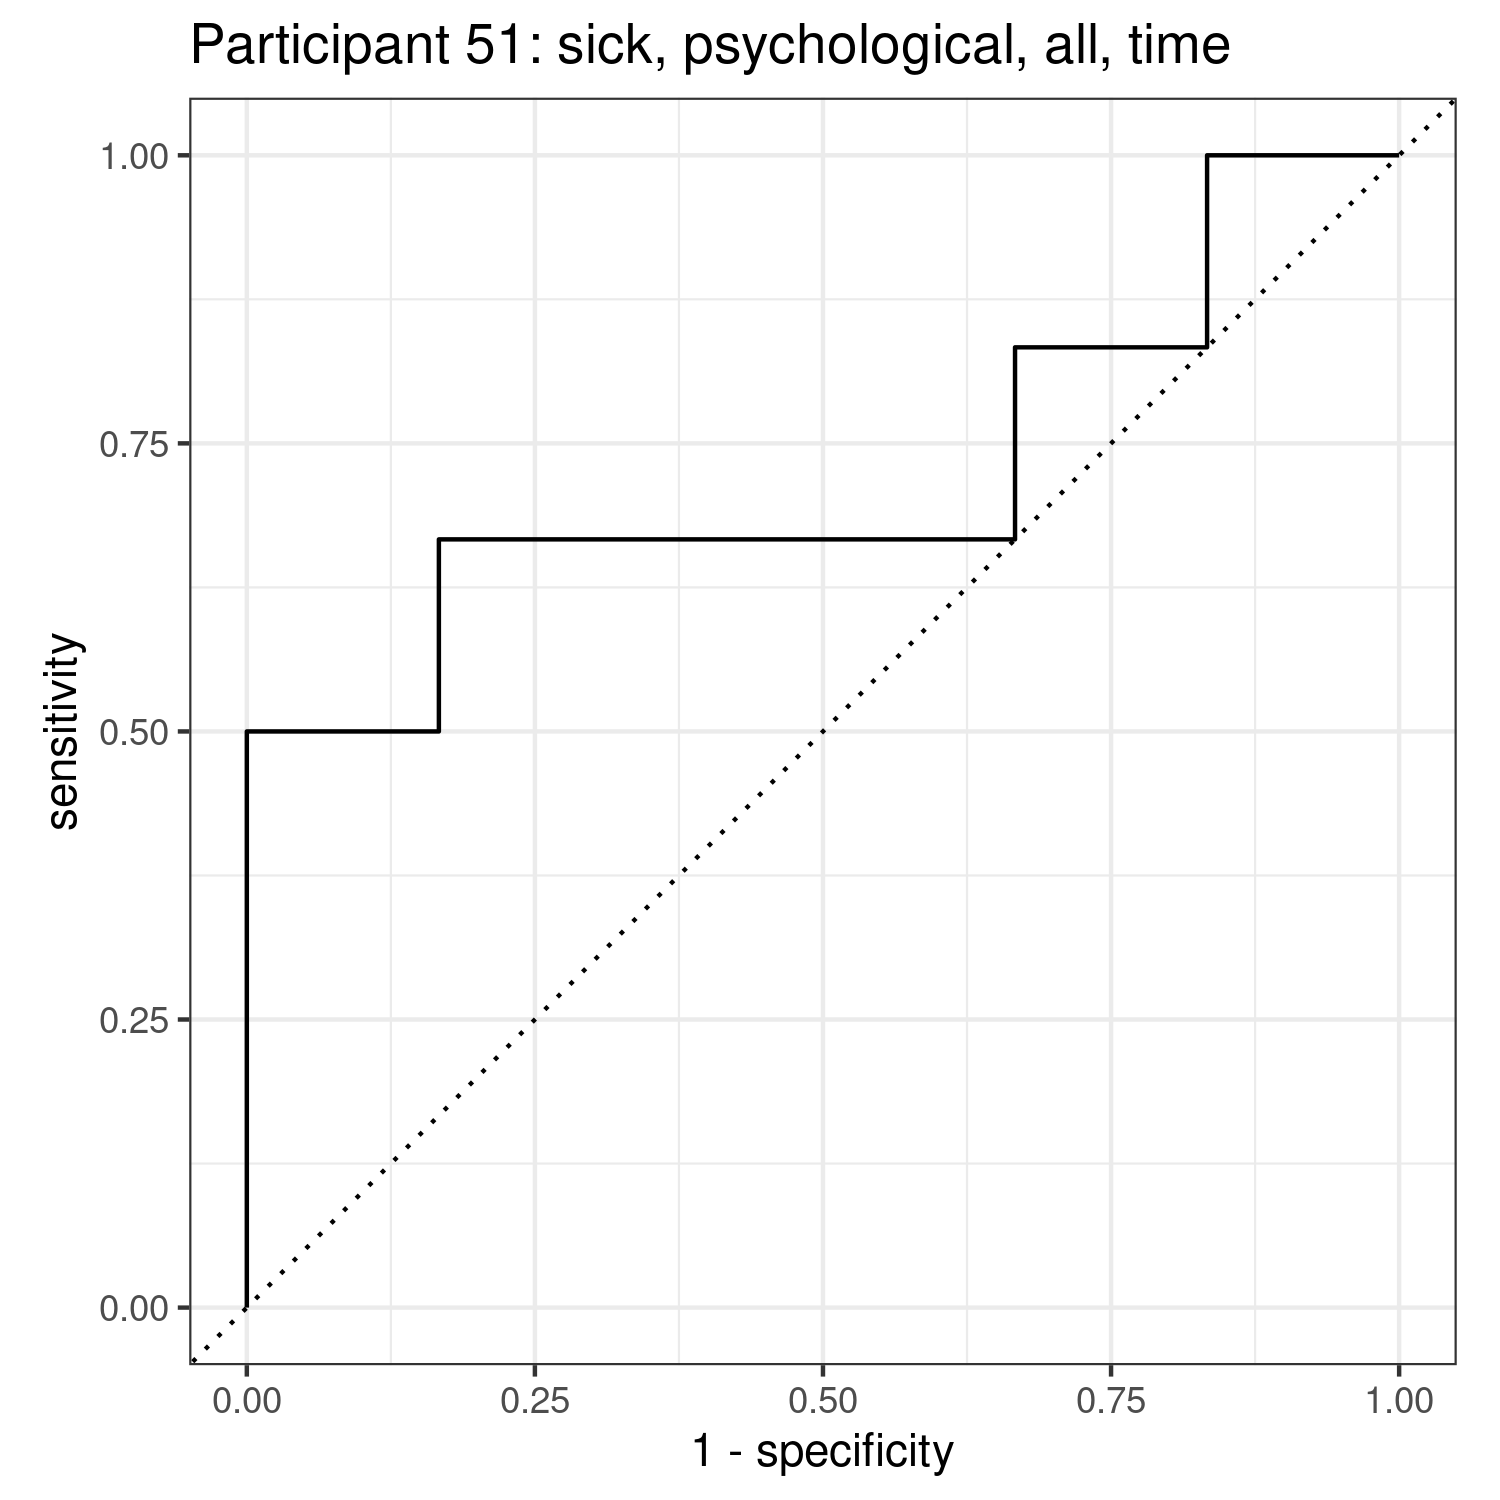 Participant 51: sick, psychological, all, time
1.00
0.75
0.50
0.25
0.00
sensitivity
0.00 0.25 0.50 0.75 1.00
1 - specificity